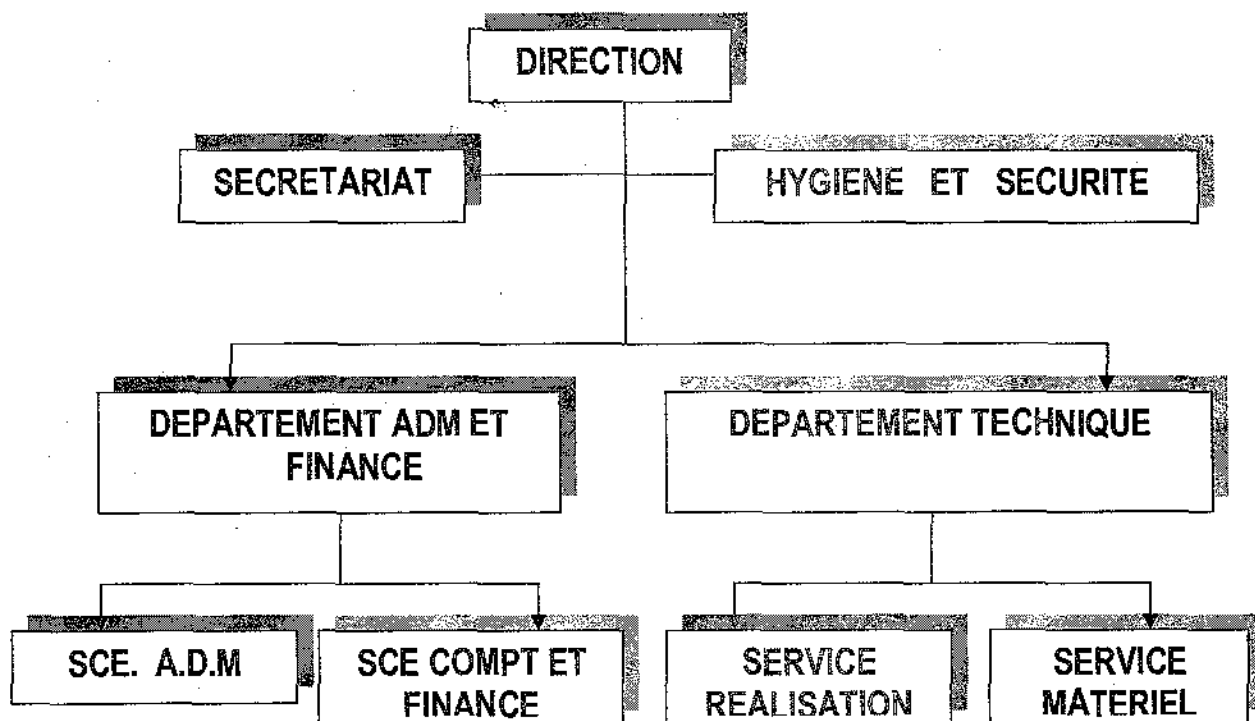 DIRECTION
SECRETARIAT
HYGIENE ET SECURITE
DEPARTEMENT ADM ET
FINANCE
DEPARTEMENT TECHNIQUE
SCE. A.D.M
SCE COMPT ET
FINANCE
SERVICE
REALISATION
SERVICE
MATERIEL